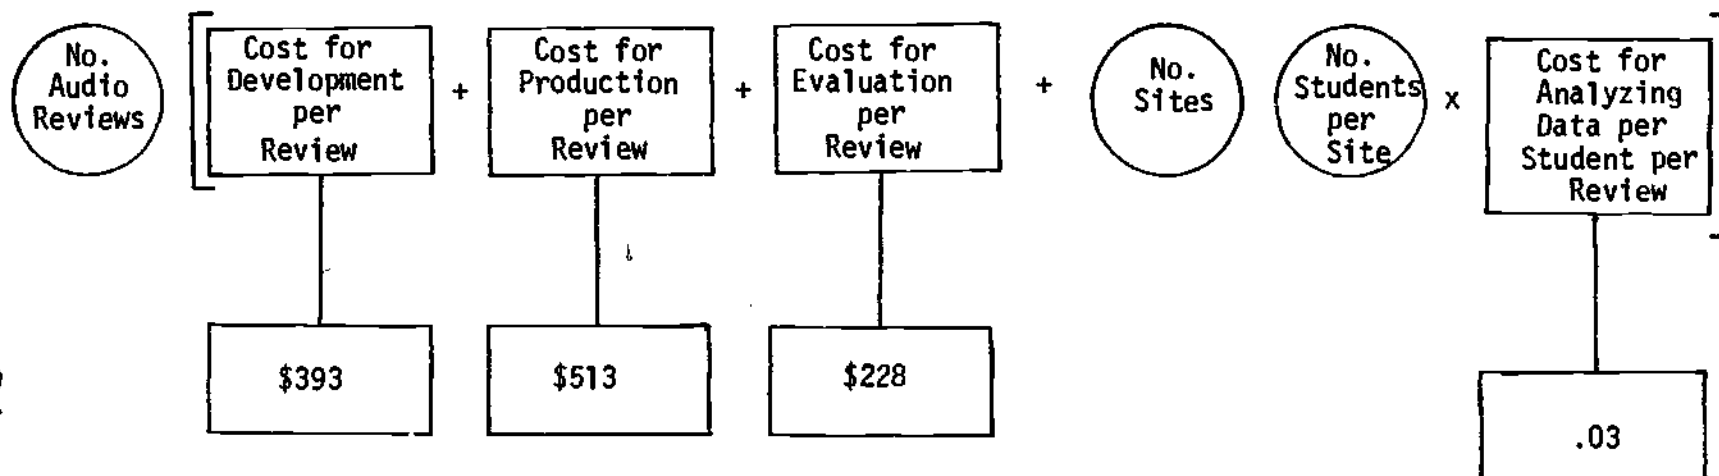 No.
Audio
Reviews
Cost for
Development
per
Review
+
Cost for
Production
per
Review
+
Cost for
Evaluation
per
Review
+
No.
Sites
No.
Students
per
Site
x
Cost for
Analyzing
Data per
Student per
Review
$393
$513
$228
.03